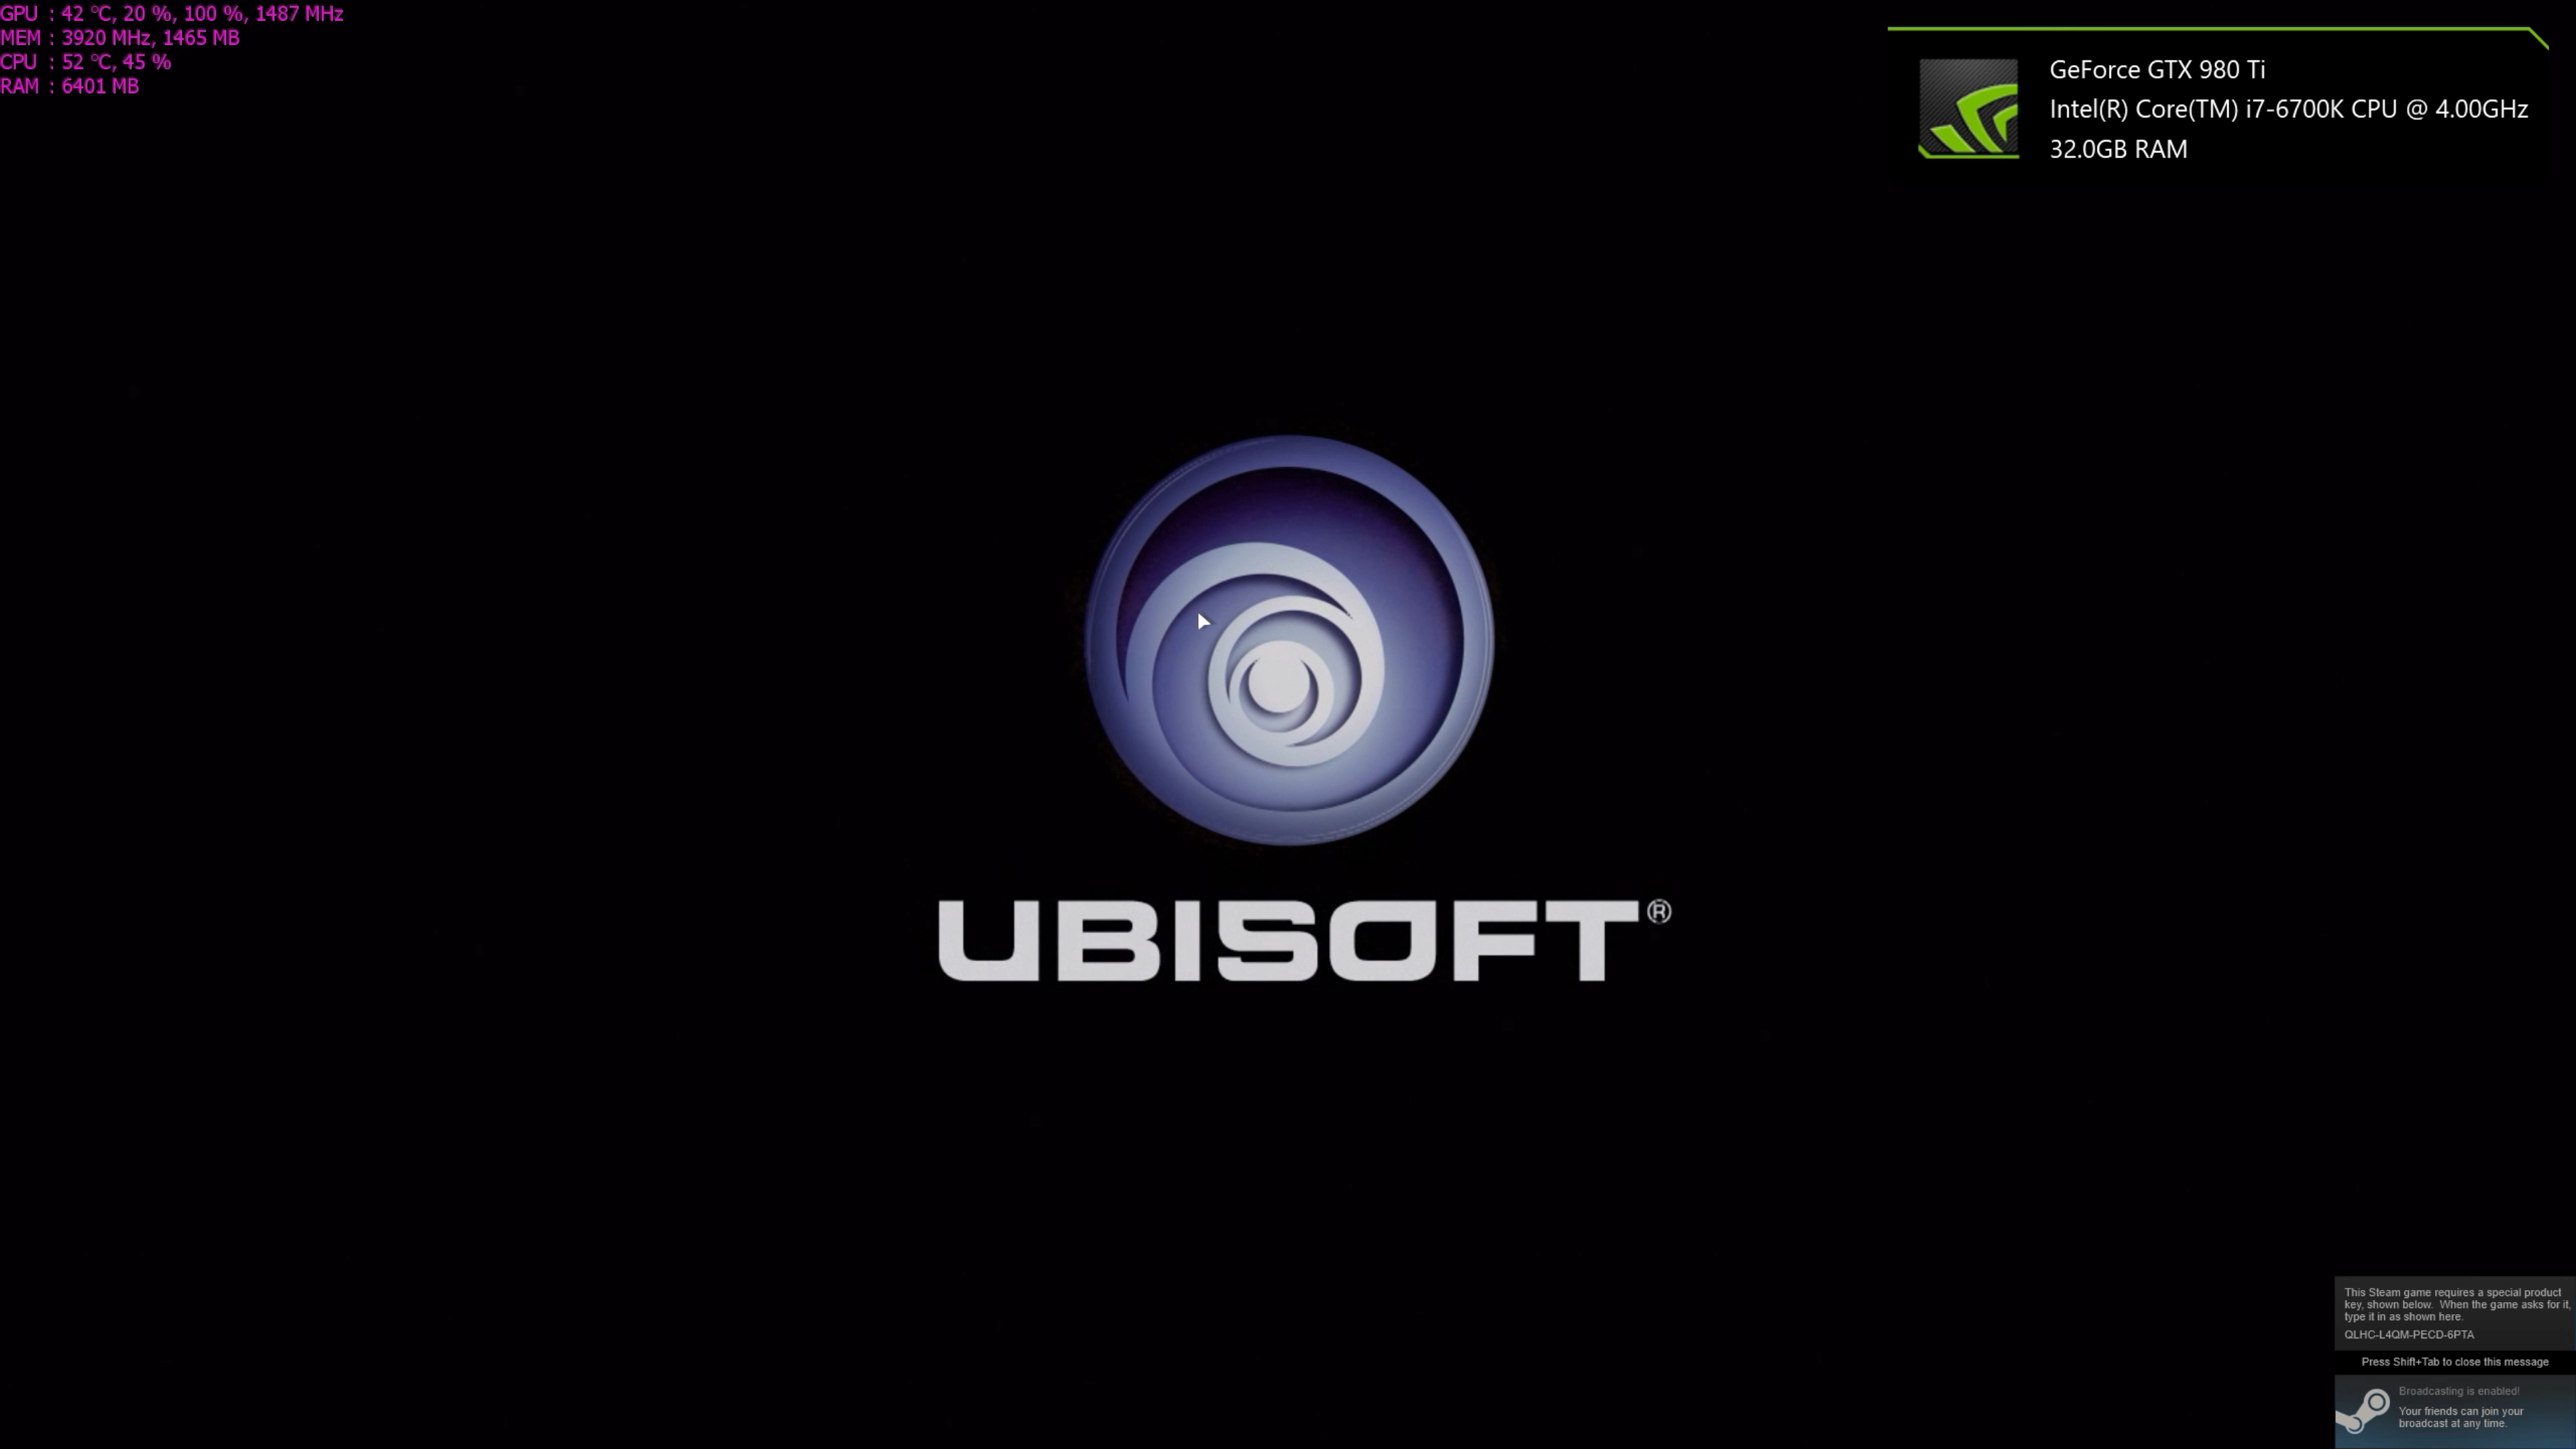 GPU : 42 °C, 20 %, 100 %, 1487 MHz
MEM : 3920 MHz, 1465 MB
CPU : 52 °C, 45 %
RAM : 6401 MB
GeForce GTX 980 Ti
Intel(R) Core(TM) i7-6700K CPU @ 4.00GHz
32.0GB RAM
UBISOFT®
This Steam game requires a special product
key, shown below. When the game asks for it,
type it in as shown here.
QLHC-L4QM-PECD-6PTA
Press Shift+Tab to close this message
Broadcasting is enabled!
Your friends can join your
broadcast at any time.